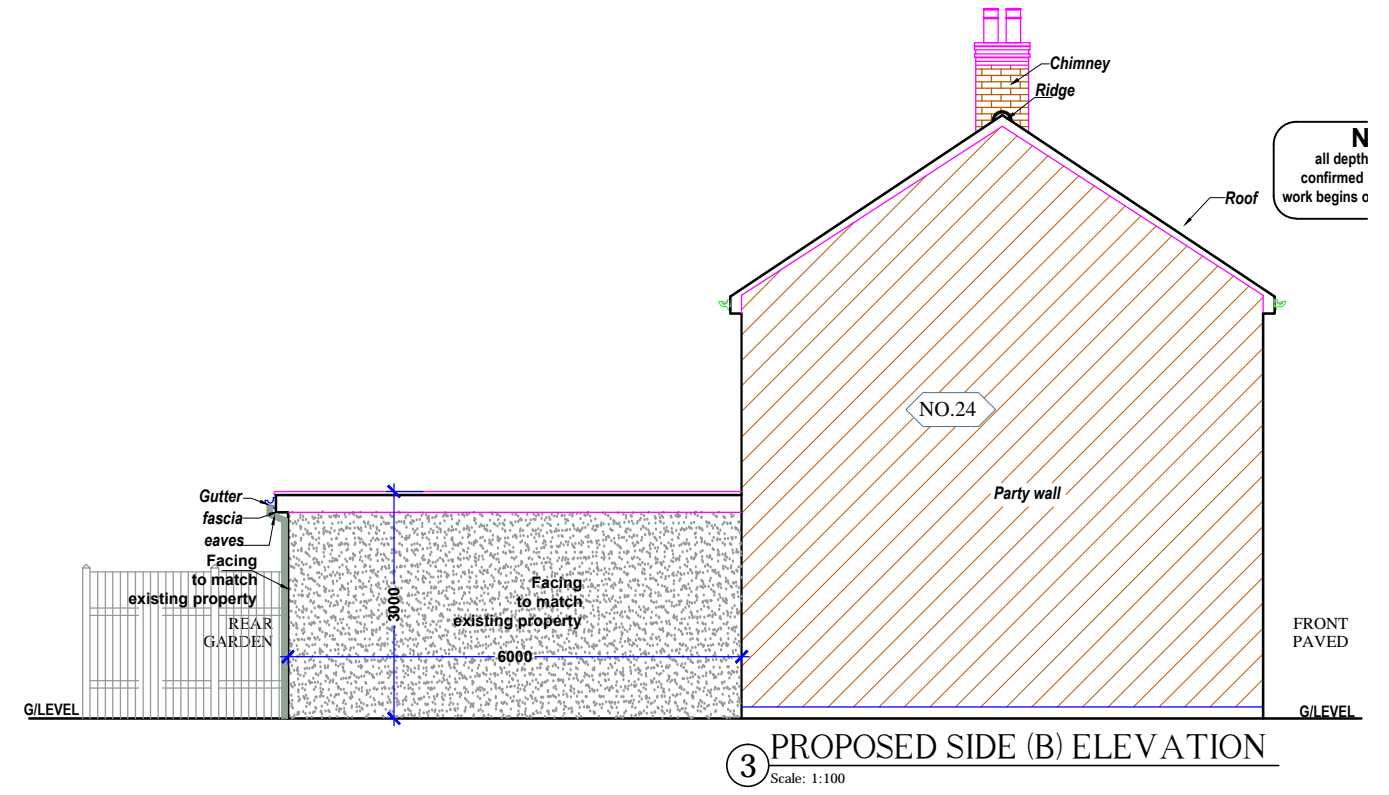 Chimney
Ridge
N
all depth
confirmed
work begins o
Roof
NO.24
Party wall
Gutter
fascia
eaves
Facing
to match
existing property
REAR
GARDEN
Facing
to match
existing property
3000
6000
FRONT
PAVED
G/LEVEL
G/LEVEL
3 PROPOSED SIDE (B) ELEVATION
Scale: 1:100